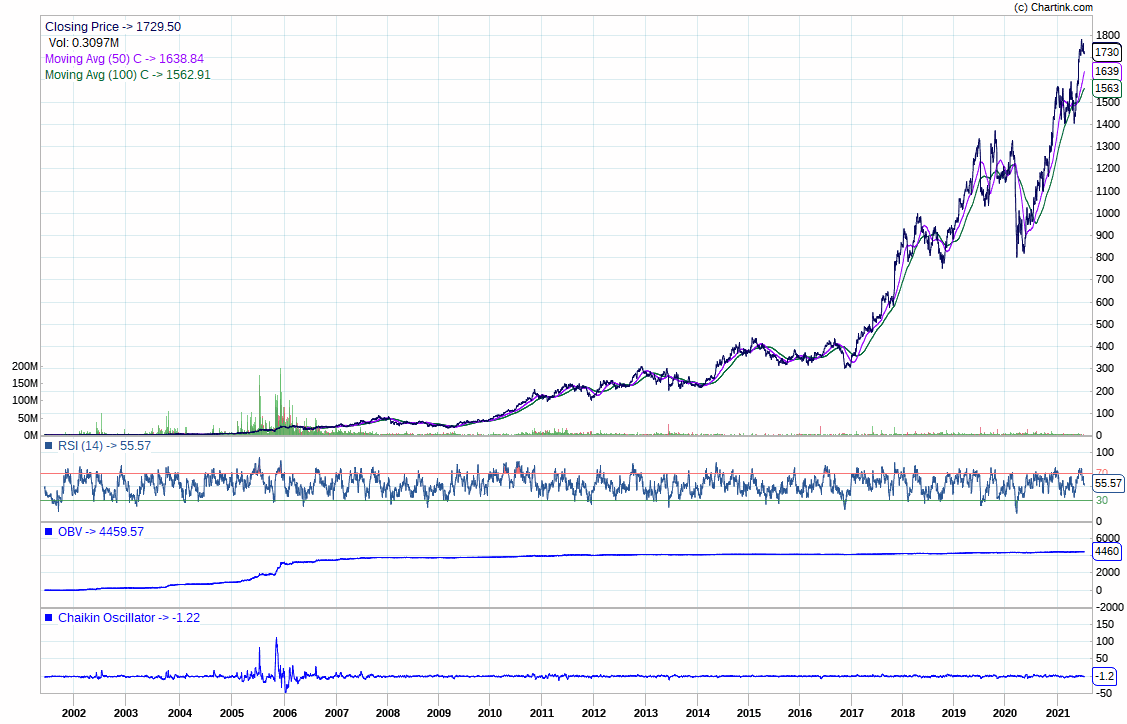 (c) Chartink.com
Closing Price -> 1729.50
Vol: 0.3097M
Moving Avg (50) C -> 1638.84
Moving Avg (100) C -> 1562.91
1800
1730
1639
1563
1500
1400
1300
1200
1100
1000
900
800
700
600
500
400
300
200
100
0
200M
150M
100M
50M
0M
RSI (14) -> 55.57
100
70
55.57
30
0
OBV -> 4459.57
6000
4460
2000
0
-2000
Chaikin Oscillator -> -1.22
150
100
50
-1.2
-50
2002 2003 2004 2005 2006 2007 2008 2009 2010 2011 2012 2013 2014 2015 2016 2017 2018 2019 2020 2021